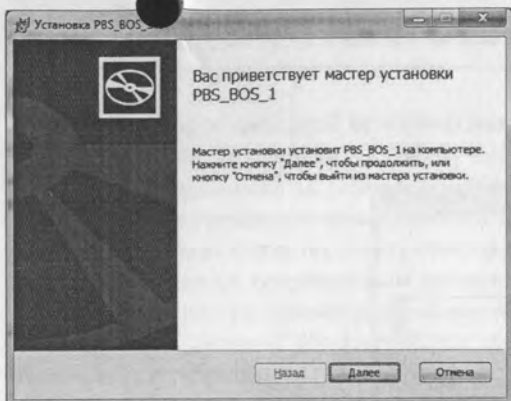 Установка PBS_BOS_
Вас приветствует мастер установки
PBS_BOS_1
Мастер установки установит PBS_BOS_1 на компьютере.
Нажмите кнопку "Далее", чтобы продолжить, или
кнопку "Отмена", чтобы выйти из мастера установки.
Назад
Далее
Отмена